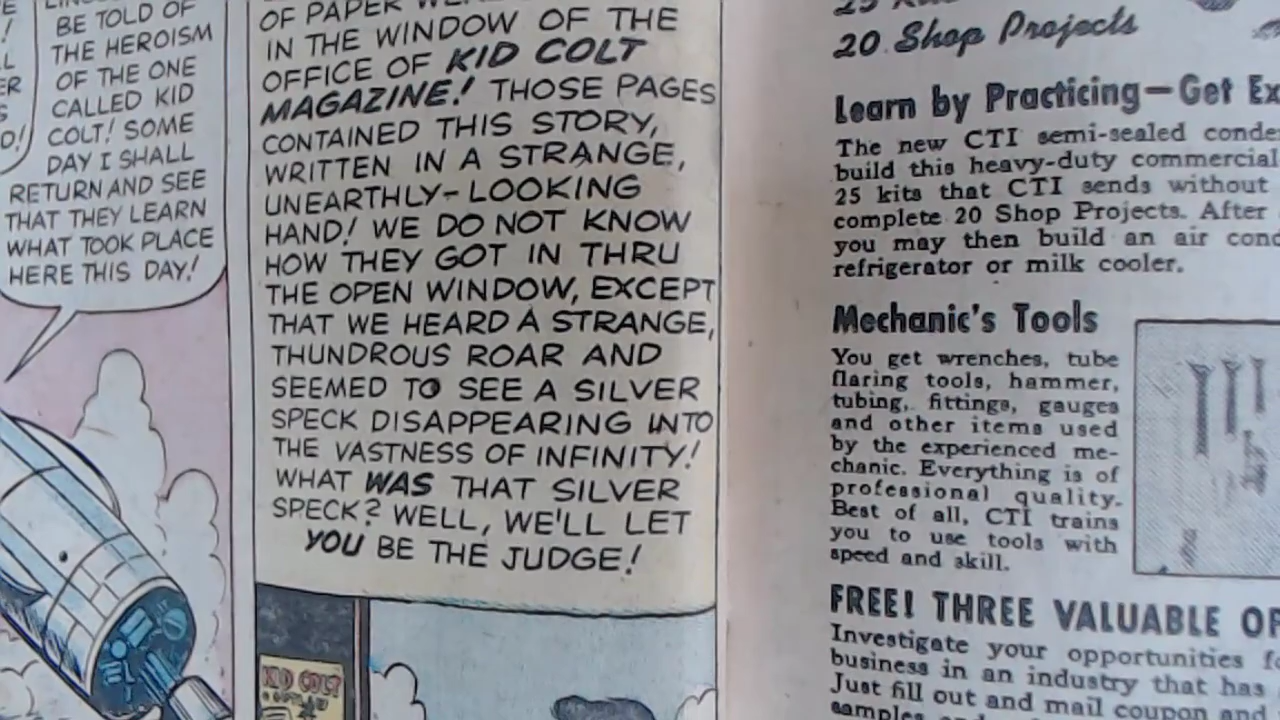 BE TOLD OF
THE HEROISM
OF THE ONE
CALLED KID
COLT! SOME
DAY I SHALL
RETURN AND SEE
THAT THEY LEARN
WHAT TOOK PLACE
HERE THIS DAY!
OF PAPER
IN THE WINDOW OF THE
OFFICE OF KID COLT
MAGAZINE! THOSE PAGES
CONTAINED THIS STORY,
WRITTEN IN A STRANGE,
UNEARTHLY-LOOKING
HAND! WE DO NOT KNOW
HOW THEY GOT IN THRU
THE OPEN WINDOW, EXCEPT
THAT WE HEARD A STRANGE,
THUNDROUS ROAR AND
SEEMED TO SEE A SILVER
SPECK DISAPPEARING INTO
THE VASTNESS OF INFINITY!
WHAT WAS THAT SILVER
SPECK? WELL, WE'LL LET
YOU BE THE JUDGE!
KID COLT
20 Shop Projects
Learn by Practicing—Get
The new CTI semi-sealed
build this heavy-duty commercial
25 kits that CTI sends without
complete 20 Shop Projects. After
you may then build an air
refrigerator or milk cooler.
Mechanic's Tools
You get wrenches, tube
flaring tools, hammer,
tubing, fittings, gauges
and other items used
by the experienced me-
chanic. Everything is of
professional quality.
Best of all, CTI trains
you to use tools with
speed and skill.
FREE! THREE VALUABLE
Investigate your opportunities
business in an industry that has
Just fill out and mail coupon and